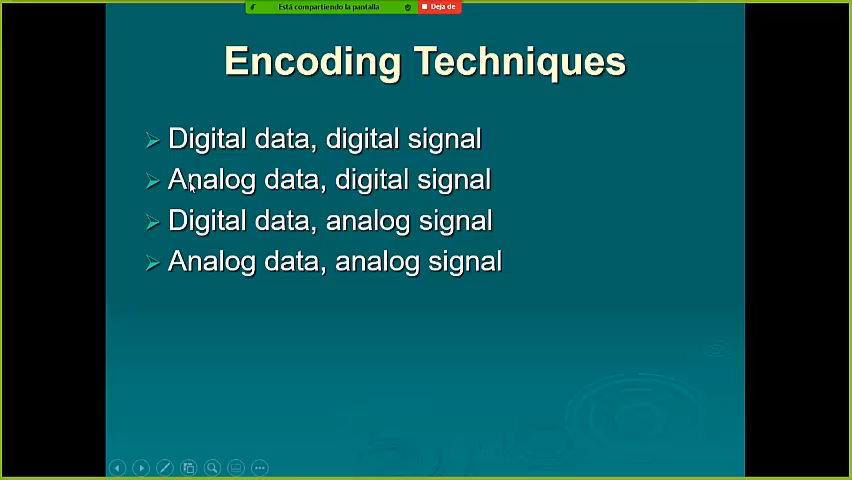 Está compartiendo la pantalla
Deja de
Encoding Techniques
Digital data, digital signal
Analog data, digital signal
Digital data, analog signal
Analog data, analog signal